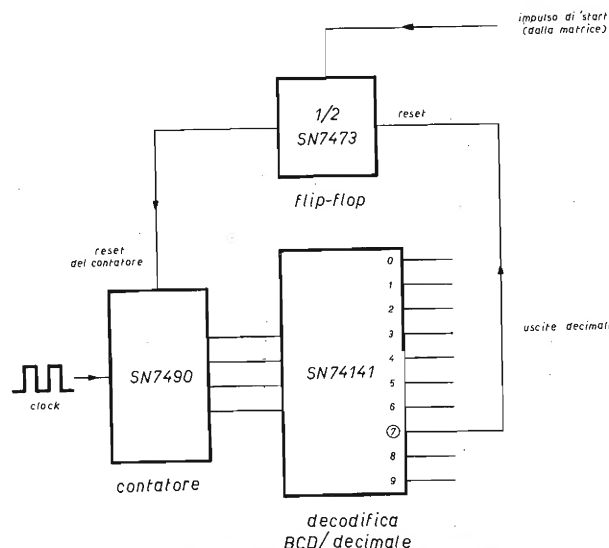 impulso di 'start
(dalla matrice)
1/2
SN7473
reset
flip-flop
reset
del contatore
0
1
2
3
4
5
6
7
8
9
SN7490
SN74141
uscite decimali
clock
contatore
decodifica
BCD/decimale